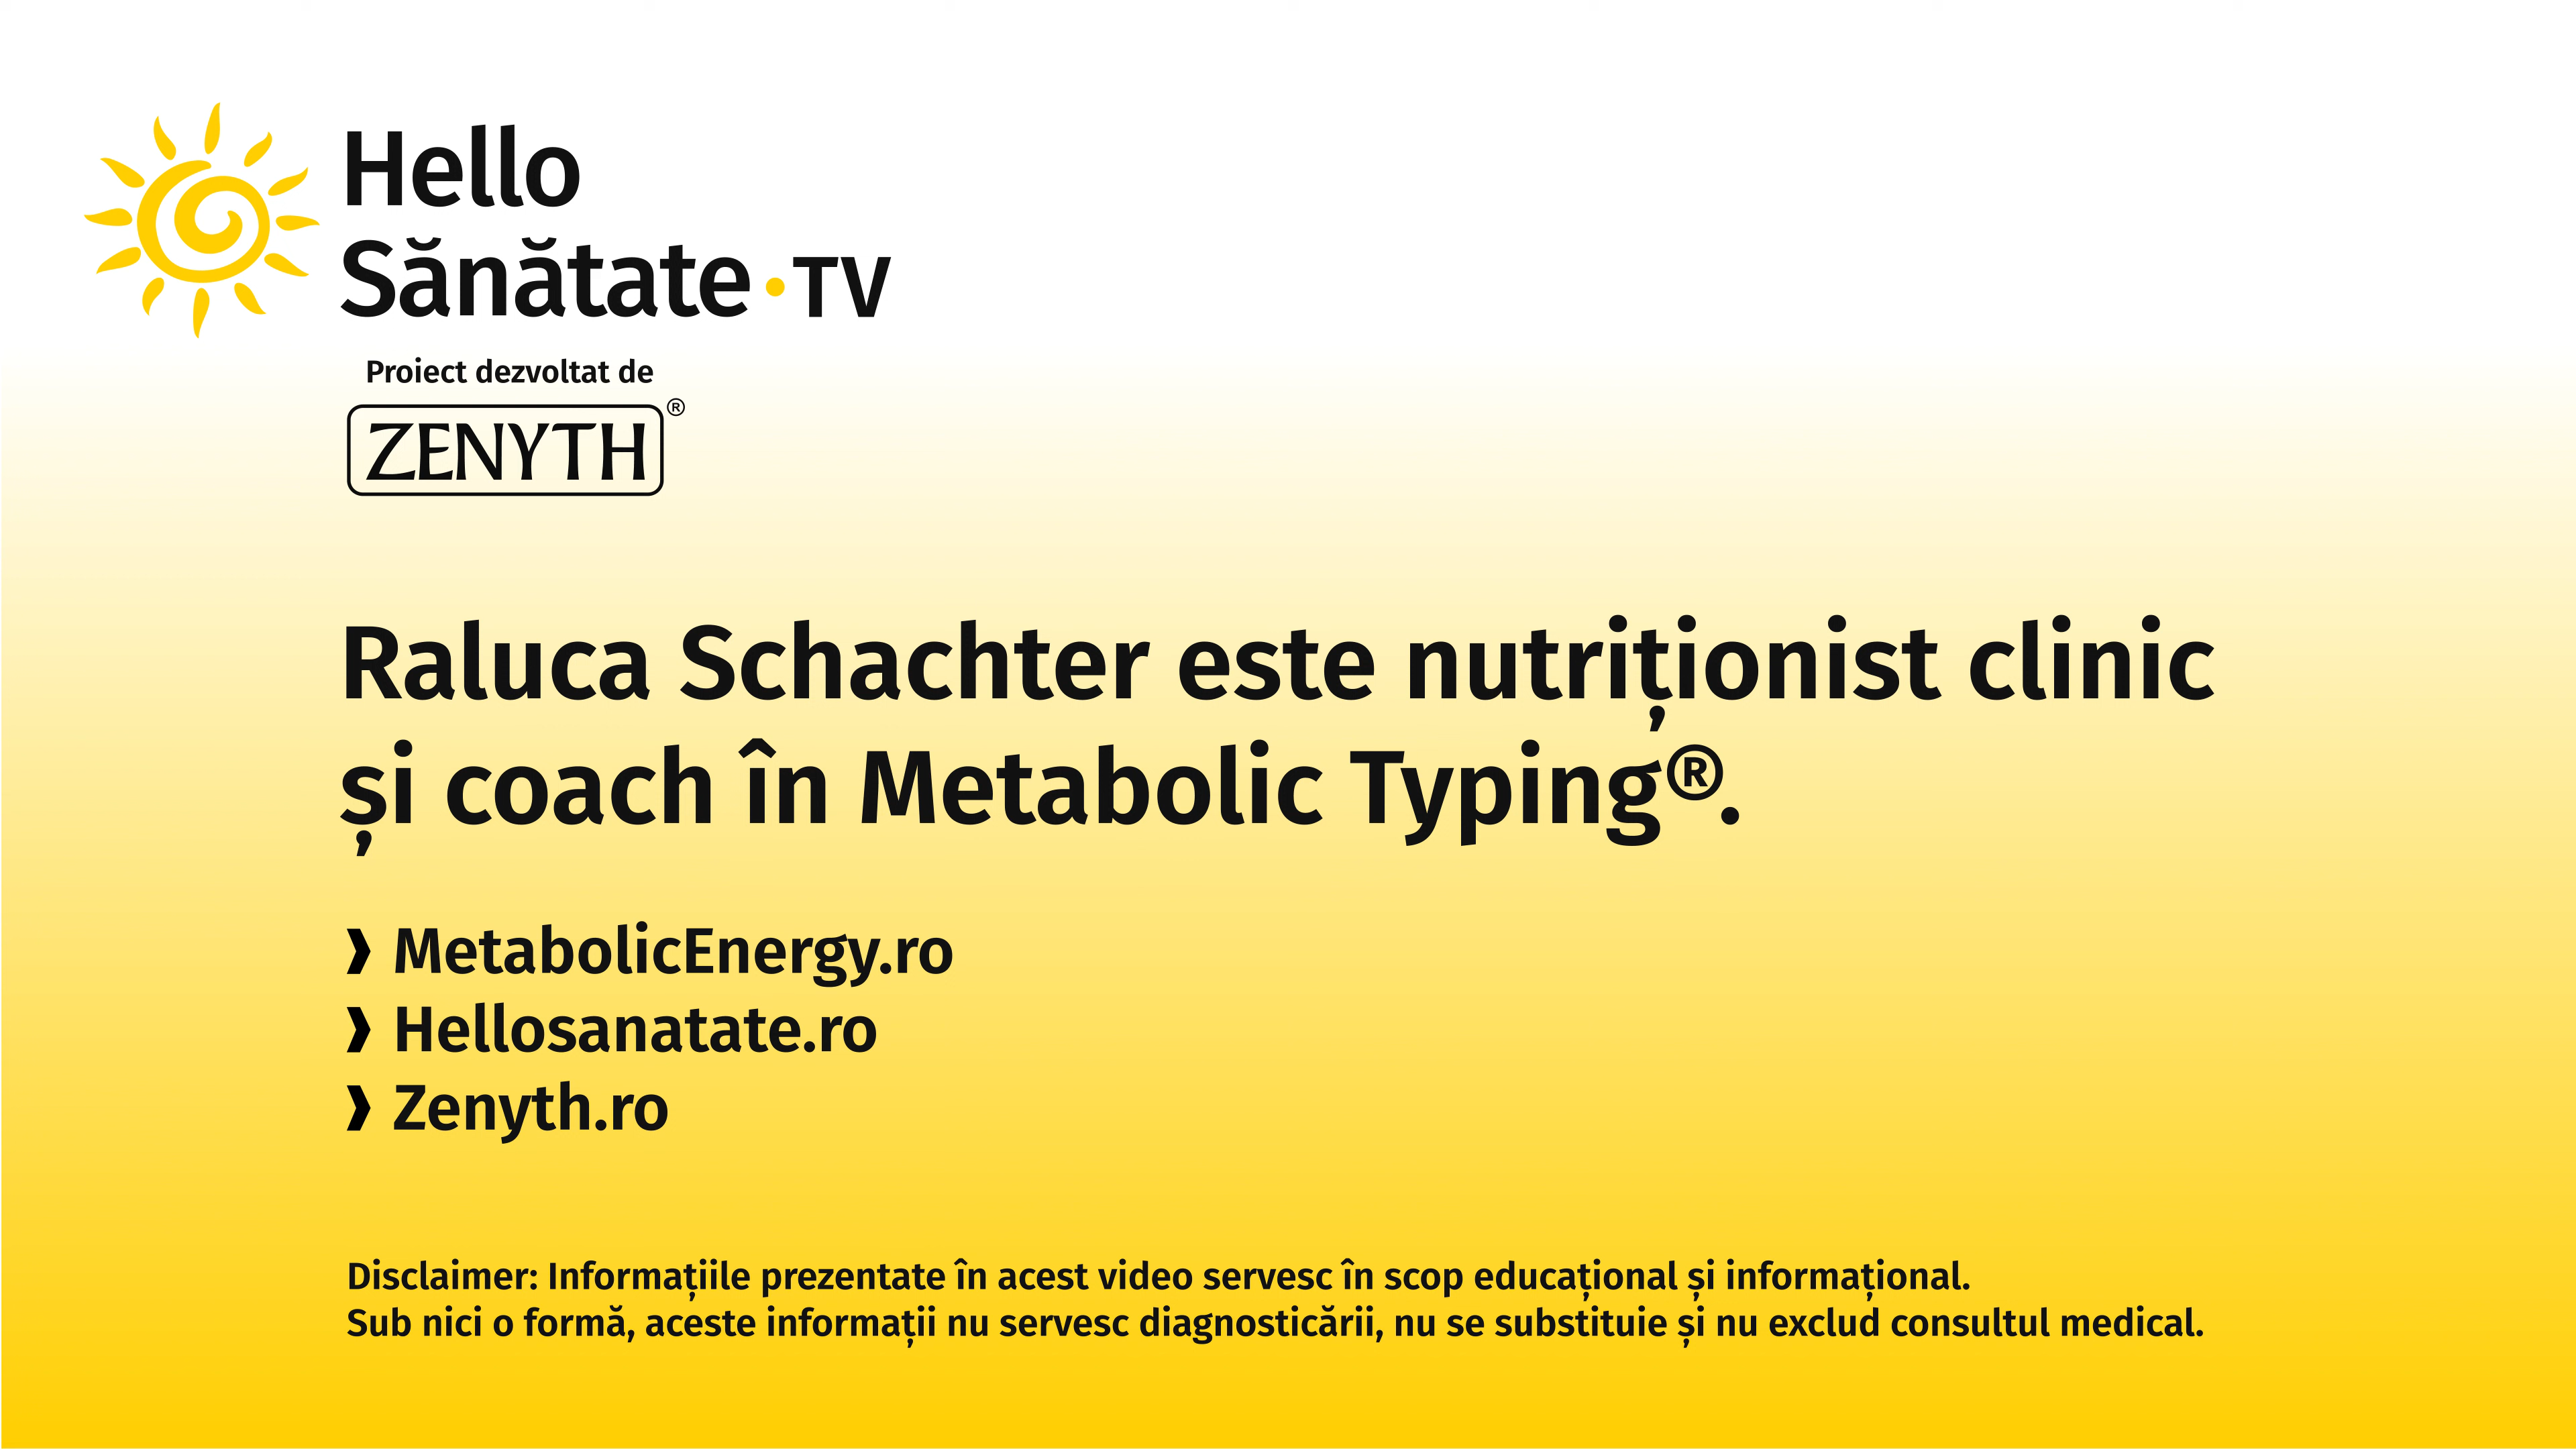 Hello
Sănătate·TV
Proiect dezvoltat de
ZENYTH®
Raluca Schachter este nutriționist clinic
și coach în Metabolic Typing®.
❱ MetabolicEnergy.ro
❱ Hellosanatate.ro
❱ Zenyth.ro
Disclaimer: Informațiile prezentate în acest video servesc în scop educațional și informațional.
Sub nici o formă, aceste informații nu servesc diagnosticării, nu se substituie și nu exclud consultul medical.